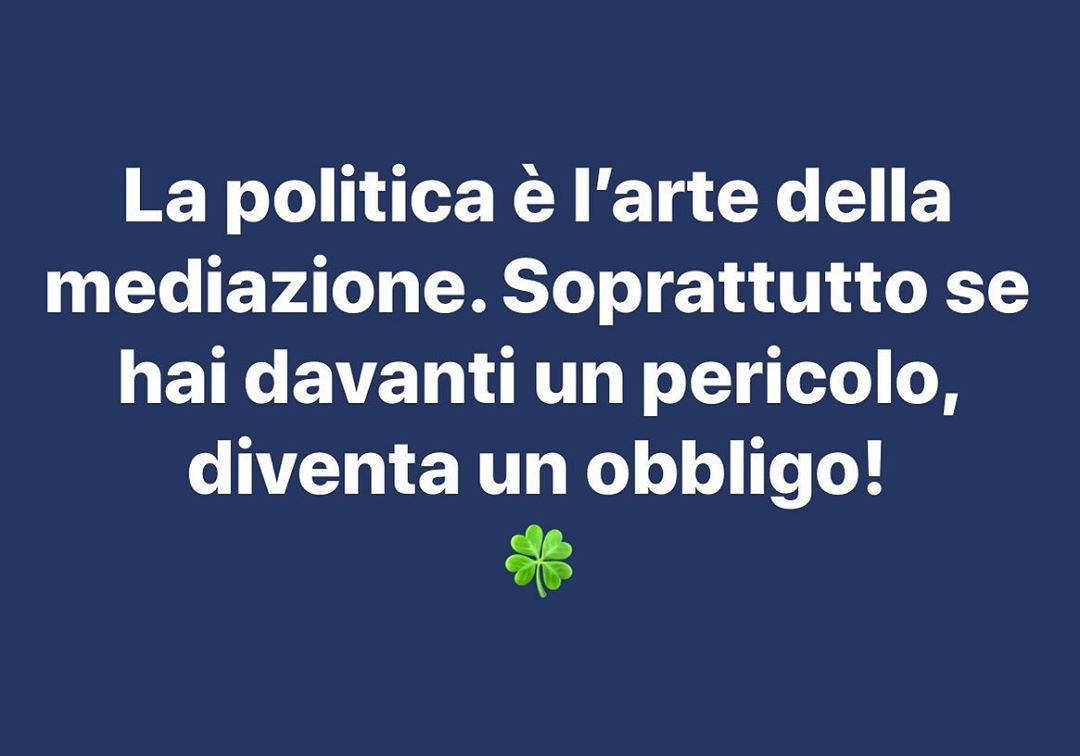 La politica è l’arte della
mediazione. Soprattutto se
hai davanti un pericolo,
diventa un obbligo!